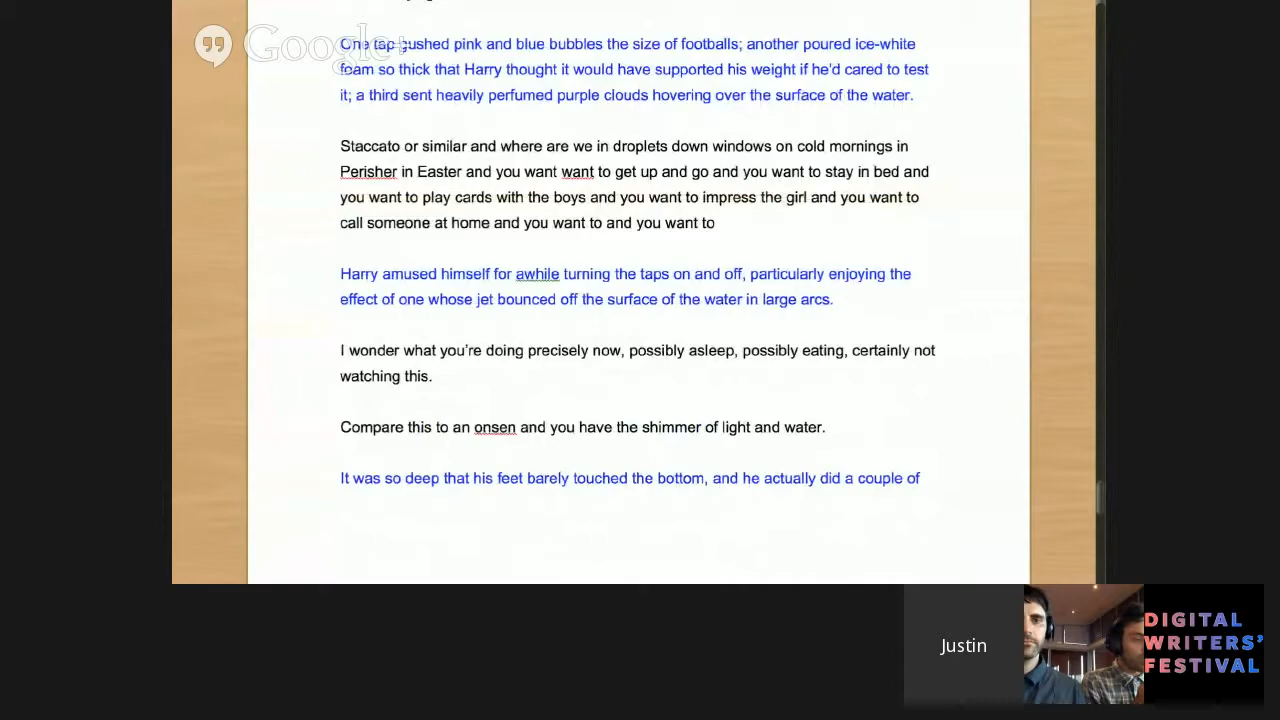 Google+
One tap gushed pink and blue bubbles the size of footballs; another poured ice-white
foam so thick that Harry thought it would have supported his weight if he'd cared to test
it; a third sent heavily perfumed purple clouds hovering over the surface of the water.
Staccato or similar and where are we in droplets down windows on cold mornings in
Perisher in Easter and you want want to get up and go and you want to stay in bed and
you want to play cards with the boys and you want to impress the girl and you want to
call someone at home and you want to and you want to
Harry amused himself for awhile turning the taps on and off, particularly enjoying the
effect of one whose jet bounced off the surface of the water in large arcs.
I wonder what you're doing precisely now, possibly asleep, possibly eating, certainly not
watching this.
Compare this to an onsen and you have the shimmer of light and water.
It was so deep that his feet barely touched the bottom, and he actually did a couple of
Justin
DIGITAL
WRITERS'
FESTIVAL